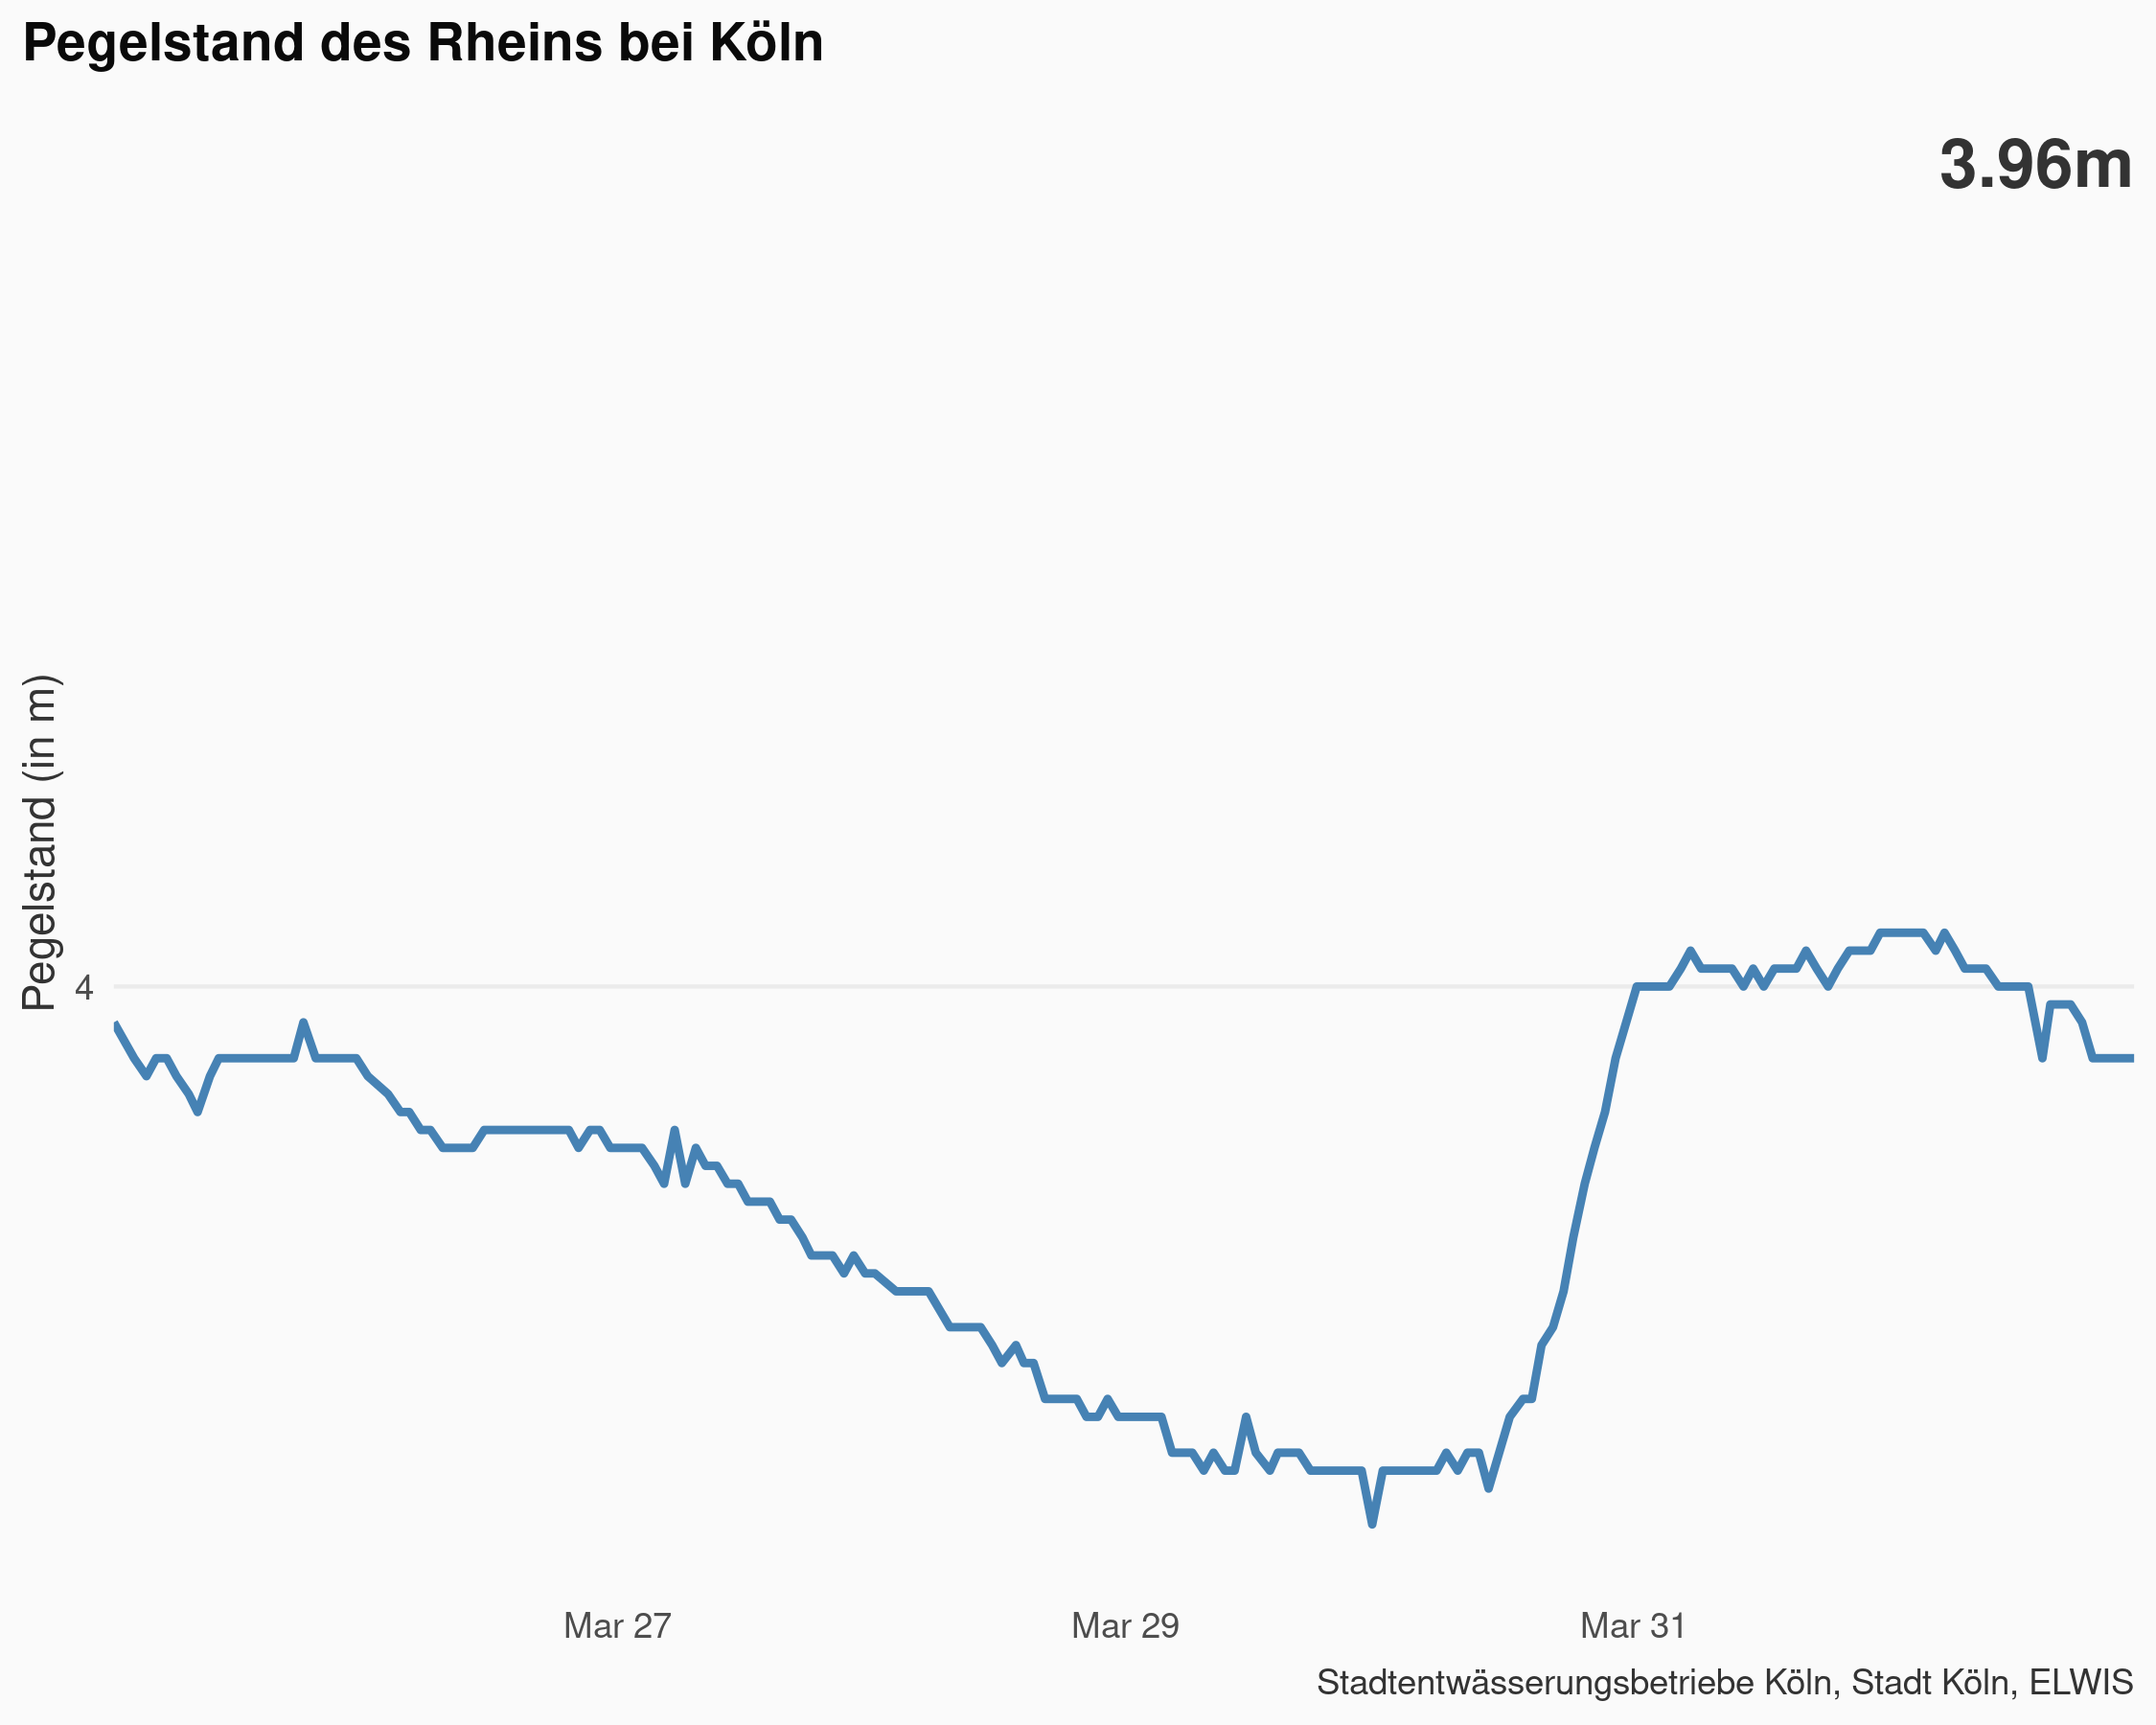 Pegelstand des Rheins bei Köln
3.96m
Pegelstand (in m)
4
Mar 27
Mar 29
Mar 31
Stadtentwässerungsbetriebe Köln, Stadt Köln, ELWIS